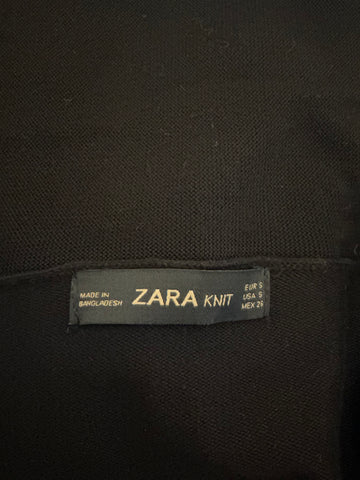 MADE IN
BANGLADESH
ZARA KNIT
EUR S
USA S
MEX 26